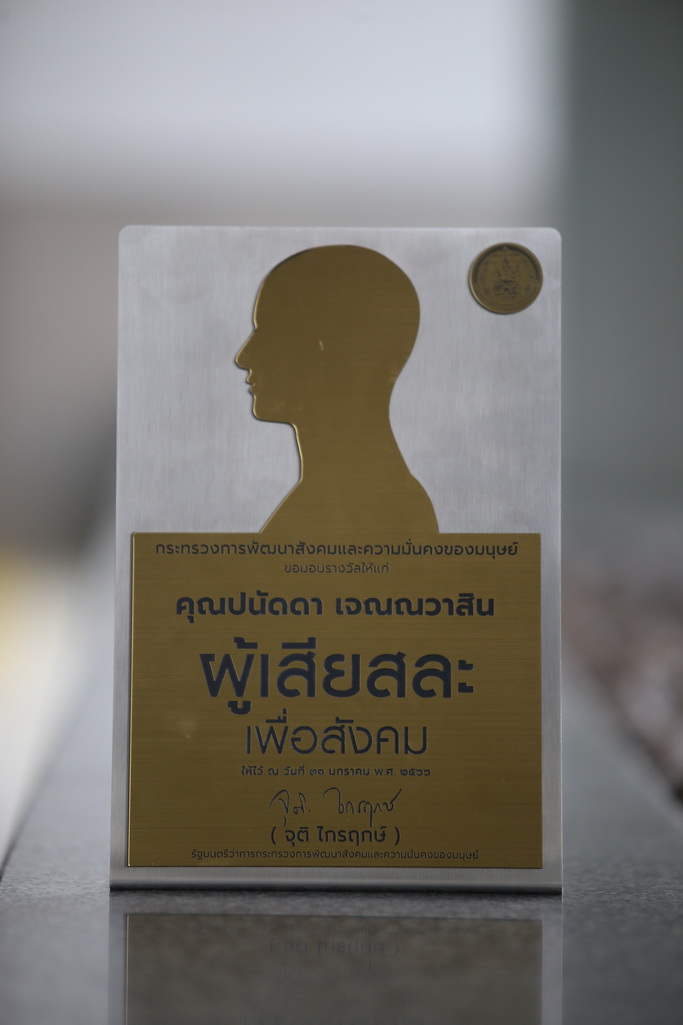 กระทรวงการพัฒนาสังคมและความมั่นคงของมนุษย์
ขอมอบรางวัลให้แก่
คุณปนัดดา เจณณวาสิน
ผู้เสียสละ
เพื่อสังคม
ให้ไว้ ณ วันที่ ๓๑ มกราคม พ.ศ. ๒๕๖๖
จุติ ไกรฤกษ์
( จุติ ไกรฤกษ์ )
รัฐมนตรีว่าการกระทรวงการพัฒนาสังคมและความมั่นคงของมนุษย์